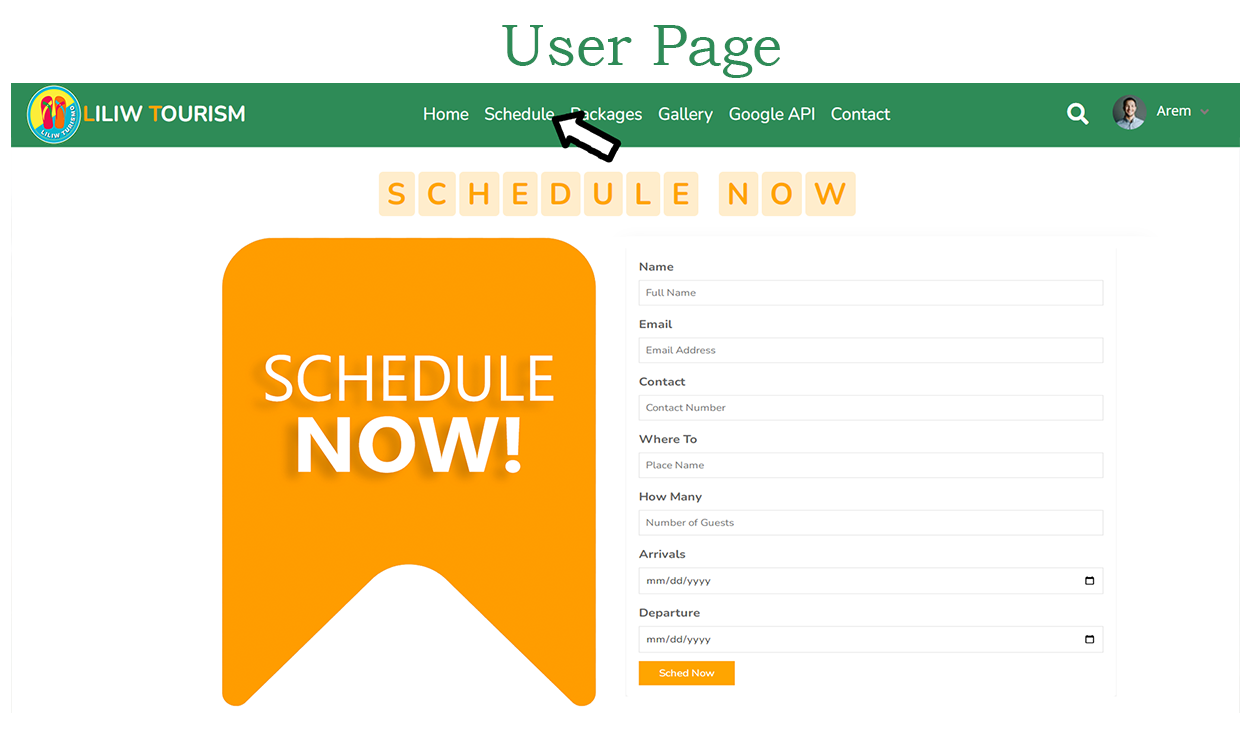 User Page
LILIW TURISMO
LILIW TOURISM
Home Schedule Packages Gallery Google API Contact
Arem
SCHEDULE NOW
SCHEDULE
NOW!
Name
Full Name
Email
Email Address
Contact
Contact Number
Where To
Place Name
How Many
Number of Guests
Arrivals
mm/dd/yyyy
Departure
mm/dd/yyyy
Sched Now